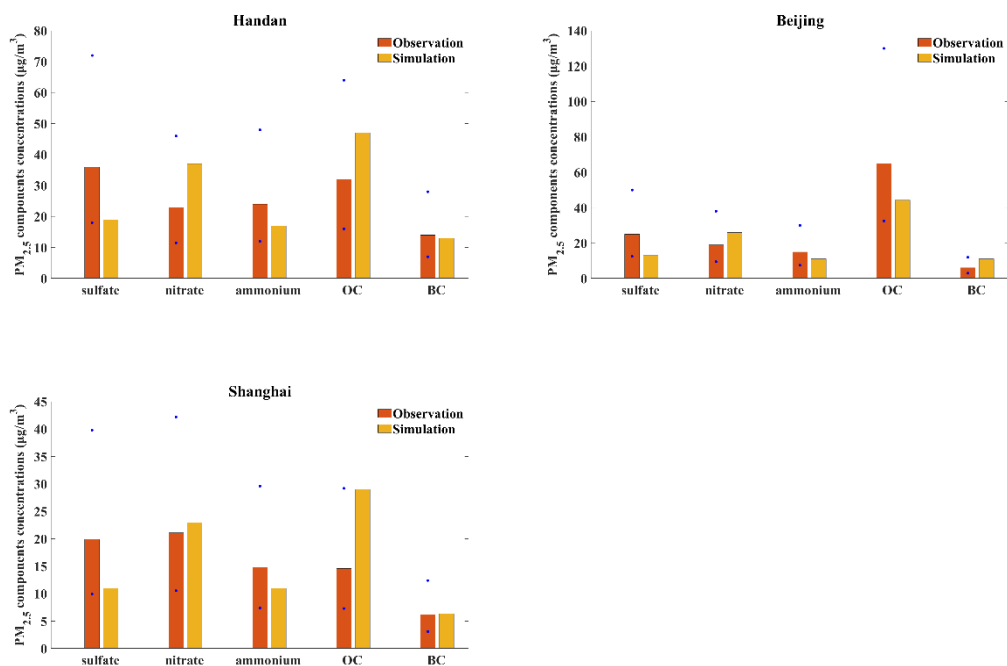 Handan
PM2.5 components concentrations (μg/m³)
80
70
60
50
40
30
20
10
0
Observation
Simulation
sulfate nitrate ammonium OC BC
Beijing
PM2.5 components concentrations (μg/m³)
140
120
100
80
60
40
20
0
Observation
Simulation
sulfate nitrate ammonium OC BC
Shanghai
PM2.5 components concentrations (μg/m³)
45
40
35
30
25
20
15
10
5
0
Observation
Simulation
sulfate nitrate ammonium OC BC